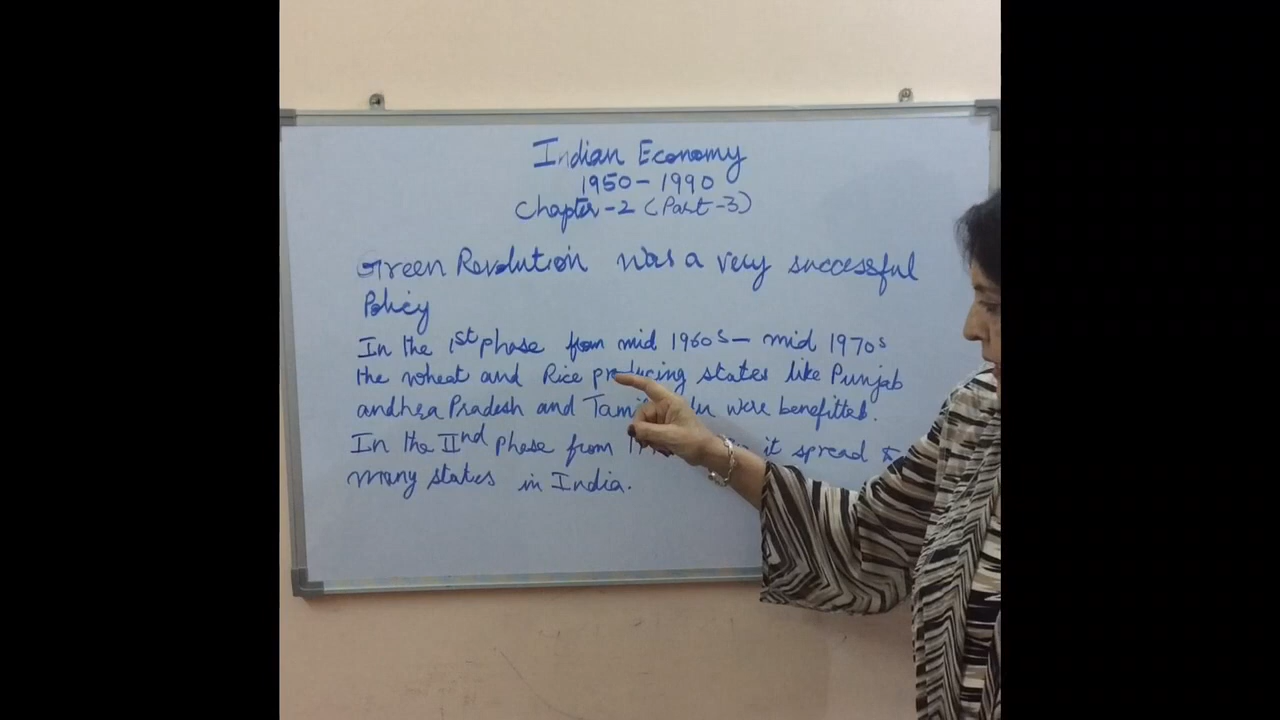 Indian Economy
1950 - 1990
Chapter - 2 (Part - 3)
Green Revolution was a very successful
Policy
In the 1st phase from mid 1960s - mid 1970s
the wheat and Rice producing states like Punjab
andhra Pradesh and were benefitted.
In the IInd phase from it spread to
many states in India.